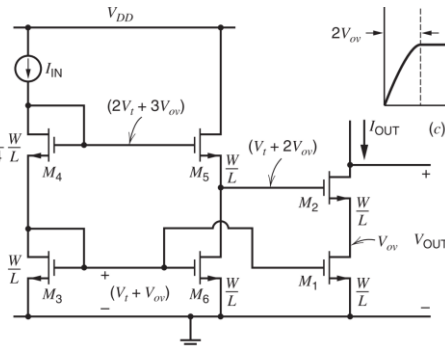 V_DD
2V_ov
I_IN
(2V_t + 3V_ov)
(c)
I_OUT
(V_t + 2V_ov)
W/L
M_4
M_5
W/L
+
M_2
W/L
V_ov
V_OUT
W/L
M_3
+
(V_t + V_ov)
−
M_6
W/L
M_1
W/L
−